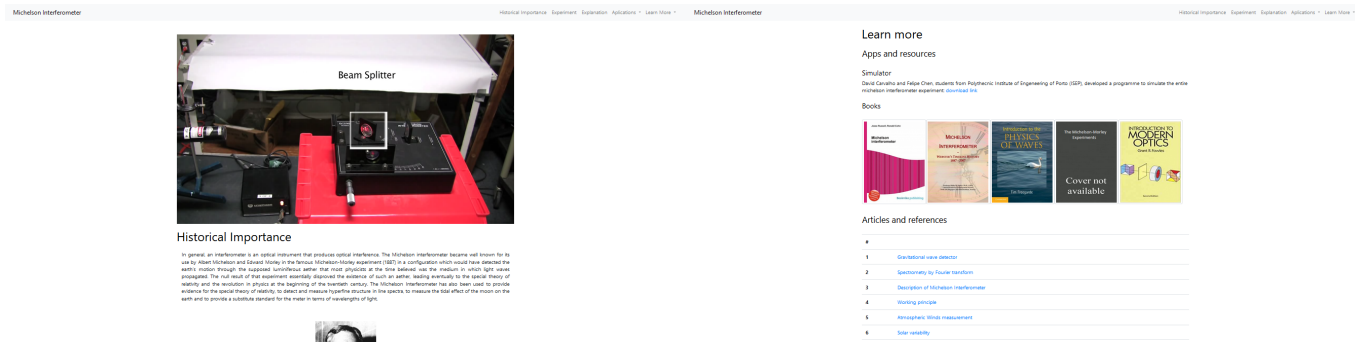 Michelson Interferometer
Historical Importance Experiment Explanation Aplications Learn More
Beam Splitter
Historical Importance
In general, an interferometer is an optical instrument that produces optical interference. The Michelson Interferometer became well known for its
use by Albert Michelson and Edward Morley in the famous Michelson-Morley experiment (1887) in a configuration which would have detected the
earth's motion through the supposed luminiferous aether that most physicists at the time believed was the medium in which light waves
propagated. The null result of that experiment essentially disproved the existence of such an aether, leading eventually to the special theory of
relativity and the revolution in physics at the beginning of the twentieth century. The Michelson Interferometer has also been used to provide
evidence for the special theory of relativity, to detect and measure hyperfine structure in line spectra, to measure the tidal effect of the moon on the
earth and to provide a substitute standard for the meter in terms of wavelengths of light.
Michelson Interferometer
Historical Importance Experiment Explanation Aplications Learn More
Learn more
Apps and resources
Simulator
David Carvalho and Felipe Chen, students from Polythecnic Institute of Engeneering of Porto (ISEP), developed a programme to simulate the entire
michelson interferometer experiment: download link
Books
Michelson
interferometer
MICHELSON
INTERFEROMETER
Introduction to the
PHYSICS
OF WAVES
Tim Freegarde
The Michelson-Morley
Experiments
Cover not
available
INTRODUCTION TO
MODERN
OPTICS
Grant R. Fowles
Articles and references
#
1 Gravitational wave detector
2 Spectrometry by Fourier transform
3 Description of Michelson Interferometer
4 Working principle
5 Atmospheric Winds measurement
6 Solar variability